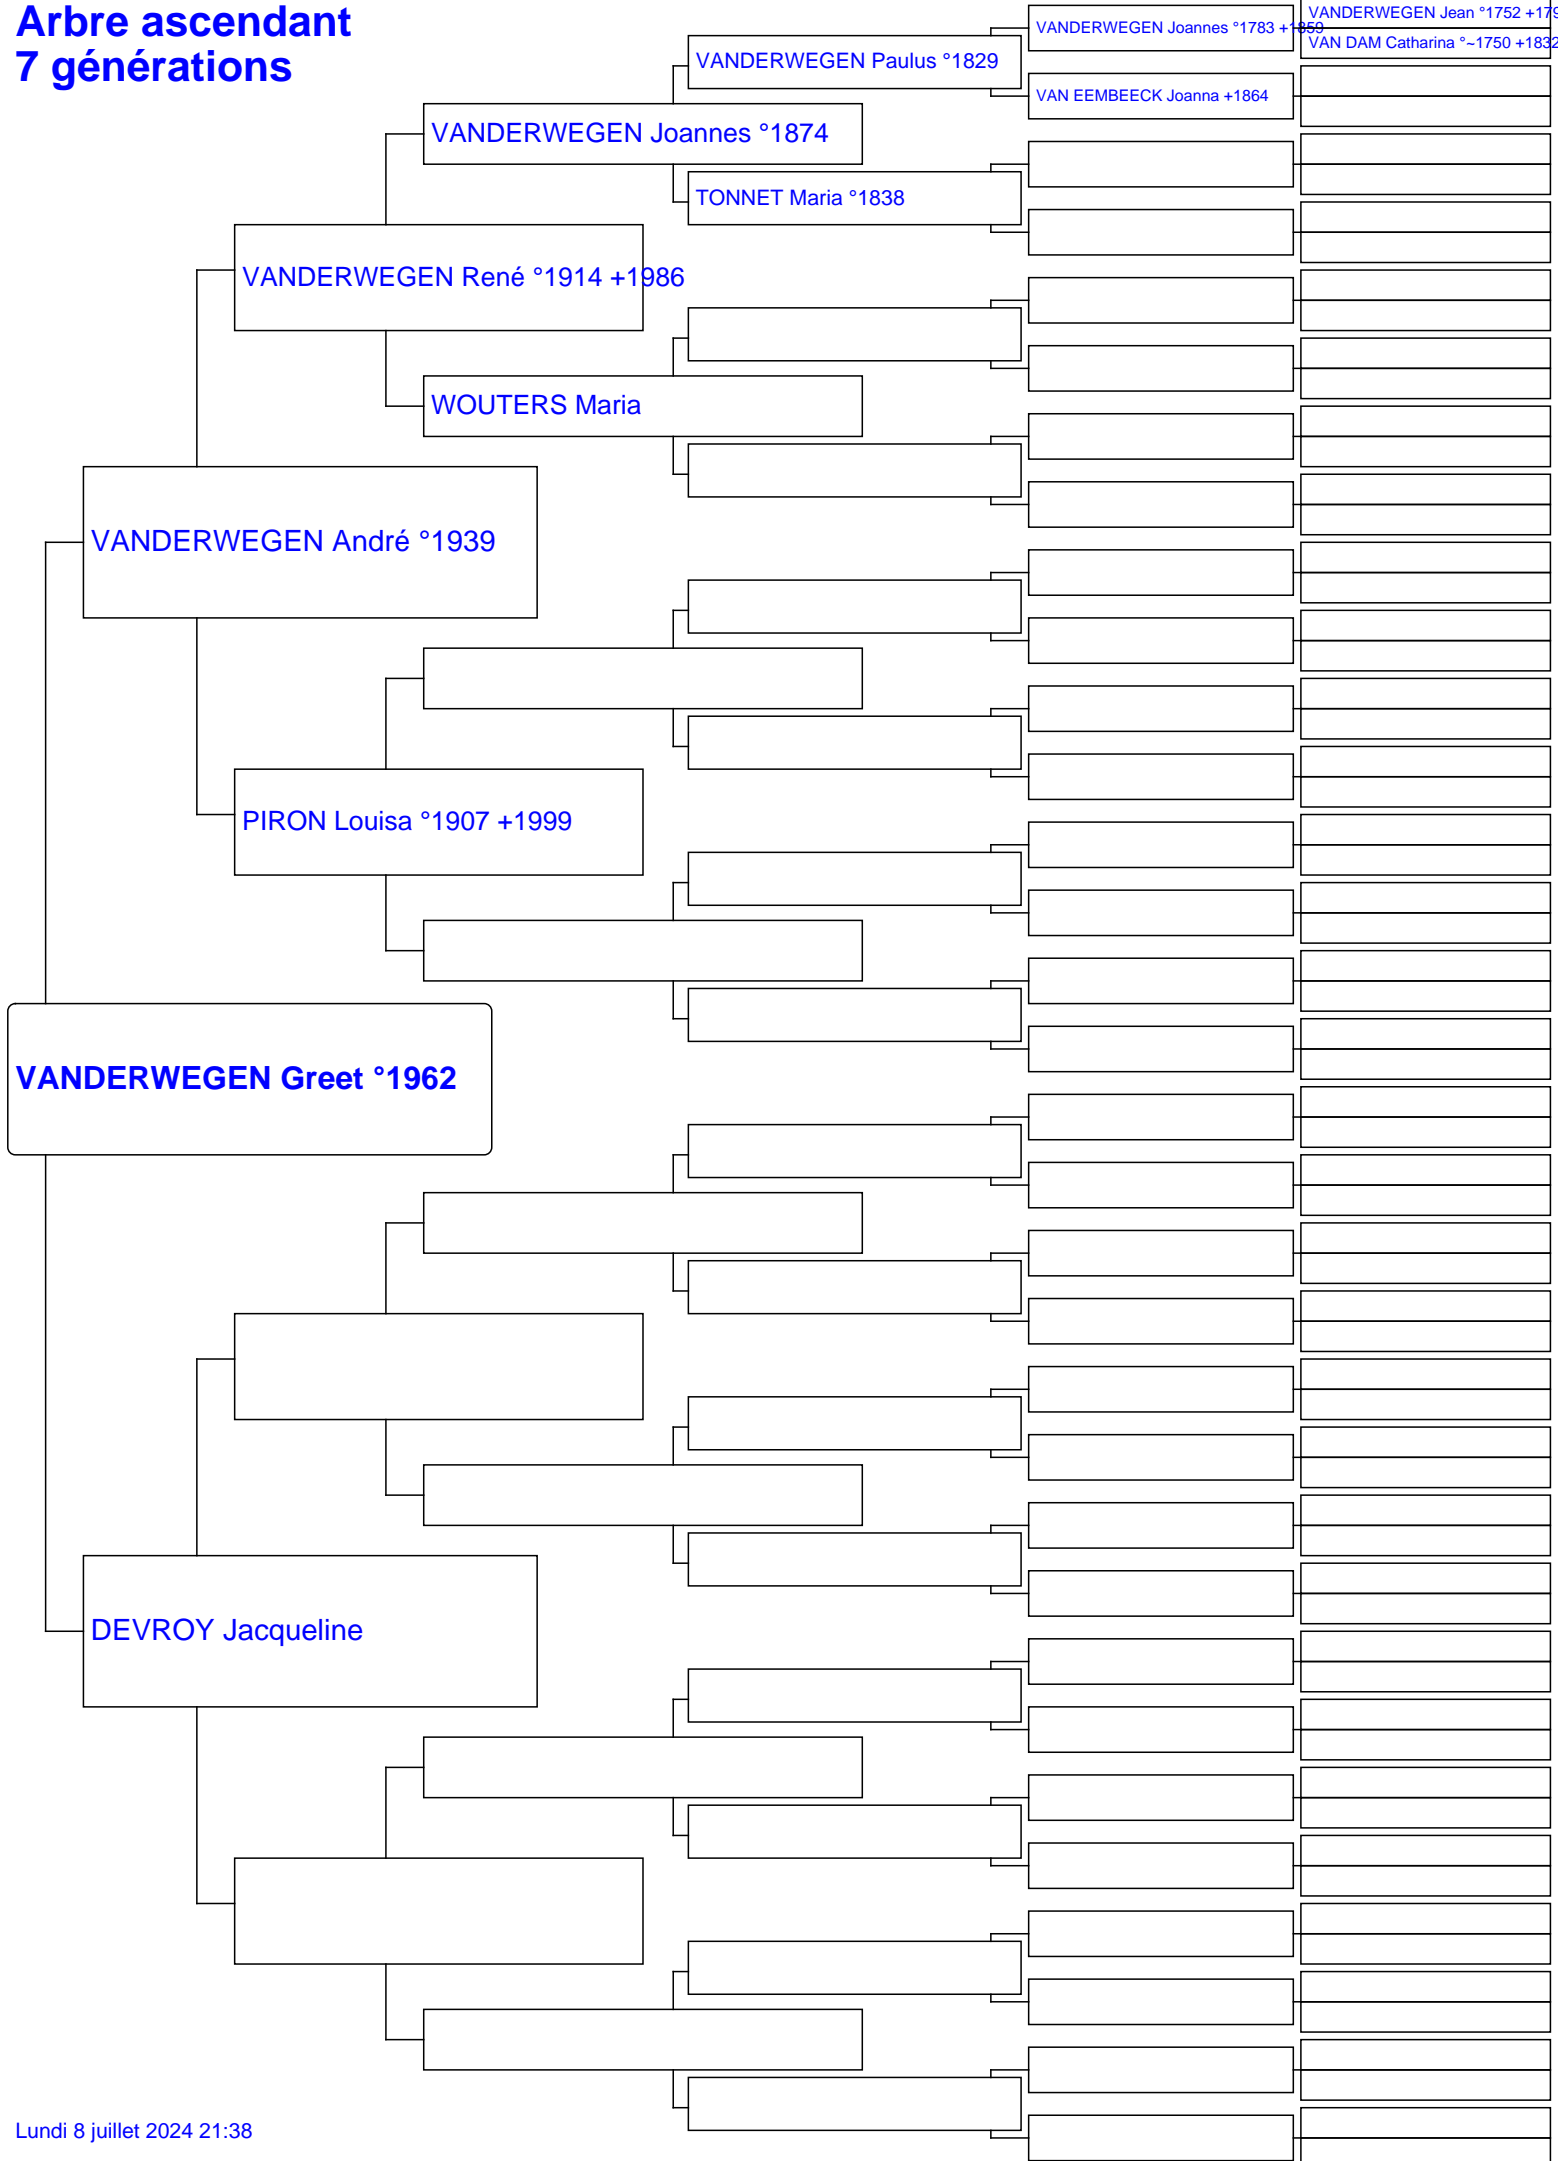 Arbre ascendant
7 générations
VANDERWEGEN Jean °1752
VANDERWEGEN Joannes °1783 +1859
VAN DAM Catharina °~1750 +1832
VANDERWEGEN Paulus °1829
VAN EEMBEECK Joanna +1864
VANDERWEGEN Joannes °1874
TONNET Maria °1838
VANDERWEGEN René °1914 +1986
WOUTERS Maria
VANDERWEGEN André °1939
PIRON Louisa °1907 +1999
VANDERWEGEN Greet °1962
DEVROY Jacqueline
Lundi 8 juillet 2024 21:38